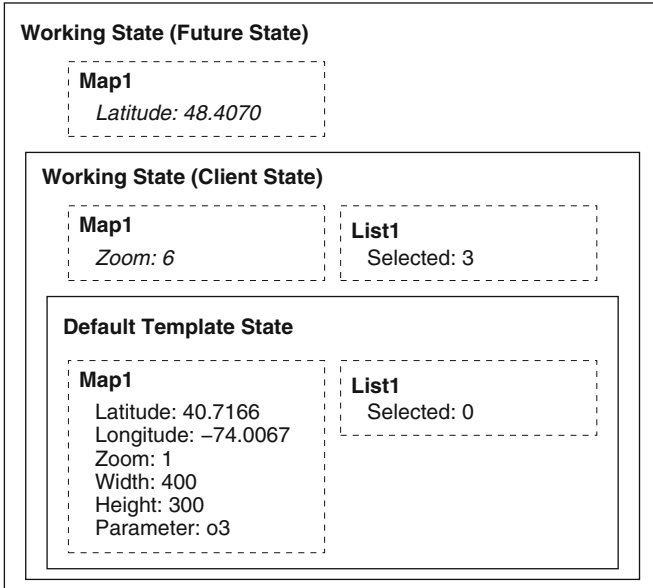 Working State (Future State)
Map1
Latitude: 48.4070
Working State (Client State)
Map1
Zoom: 6
List1
Selected: 3
Default Template State
Map1
Latitude: 40.7166
Longitude: −74.0067
Zoom: 1
Width: 400
Height: 300
Parameter: o3
List1
Selected: 0